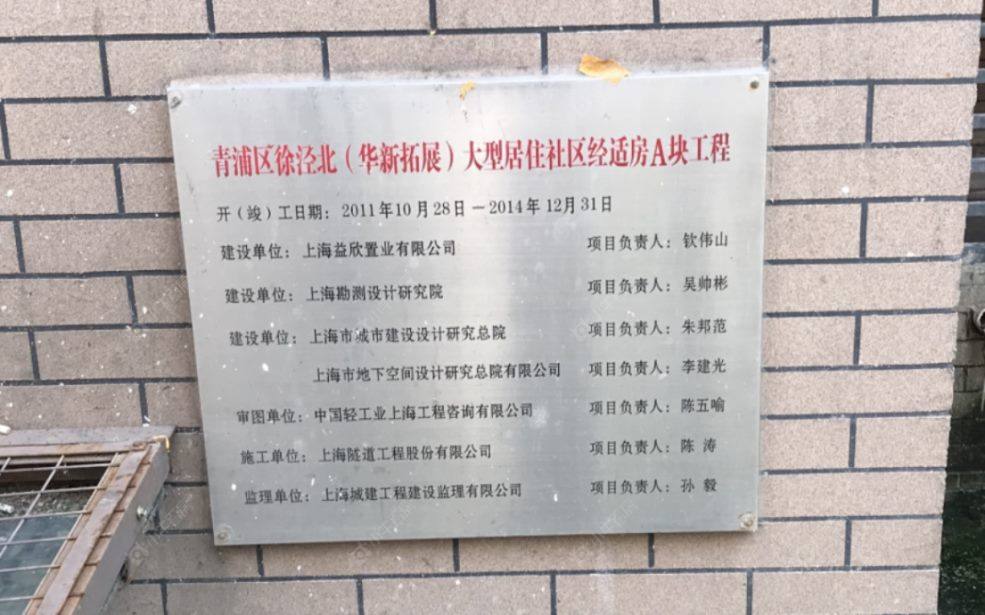 青浦区徐泾北（华新拓展）大型居住社区经适房A块工程
开（竣）工日期：2011年10月28日－2014年12月31日
建设单位：上海益欣置业有限公司 项目负责人：钦伟山
建设单位：上海勘测设计研究院 项目负责人：吴帅彬
建设单位：上海市城市建设设计研究总院 项目负责人：朱邦范
上海市地下空间设计研究总院有限公司 项目负责人：李建光
审图单位：中国轻工业上海工程咨询有限公司 项目负责人：陈五喻
施工单位：上海隧道工程股份有限公司 项目负责人：陈 涛
监理单位：上海城建工程建设监理有限公司 项目负责人：孙 毅